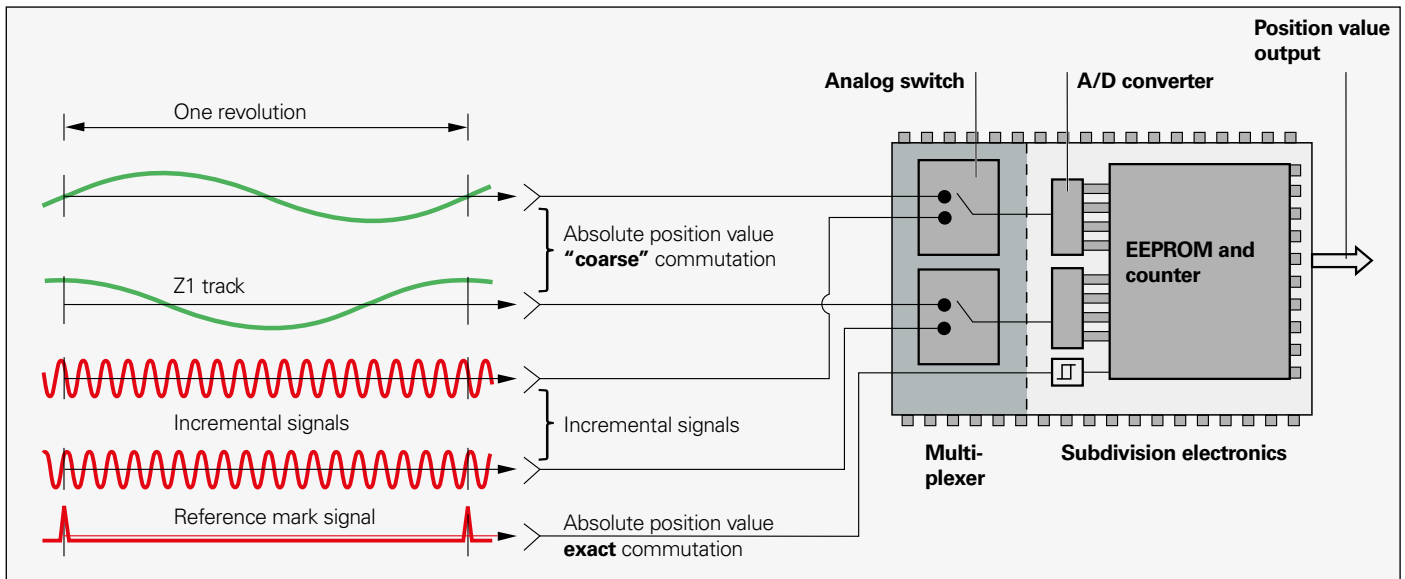 Position value
output
Analog switch
A/D converter
One revolution
Absolute position value
“coarse” commutation
Z1 track
EEPROM and
counter
Incremental signals
Incremental signals
Multi-
plexer
Subdivision electronics
Reference mark signal
Absolute position value
exact commutation